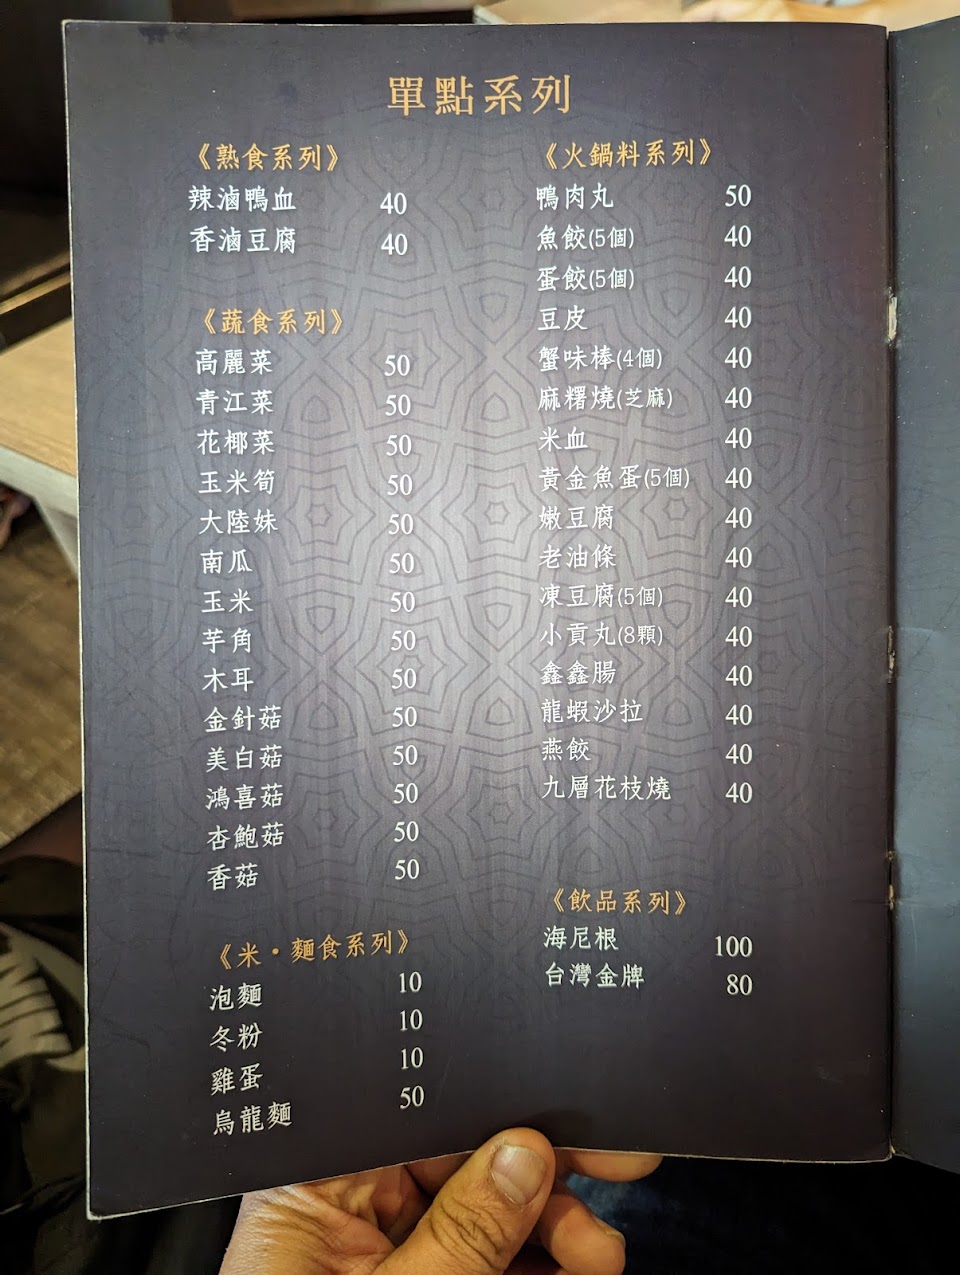 單點系列
《熟食系列》
辣滷鴨血 40
香滷豆腐 40
《蔬食系列》
高麗菜 50
青江菜 50
花椰菜 50
玉米筍 50
大陸妹 50
南瓜 50
玉米 50
芋角 50
木耳 50
金針菇 50
美白菇 50
鴻喜菇 50
杏鮑菇 50
香菇 50
《米・麵食系列》
泡麵 10
冬粉 10
雞蛋 10
烏龍麵 50
《火鍋料系列》
鴨肉丸 50
魚餃(5個) 40
蛋餃(5個) 40
豆皮 40
蟹味棒(4個) 40
麻糬燒(芝麻) 40
米血 40
黃金魚蛋(5個) 40
嫩豆腐 40
老油條 40
凍豆腐(5個) 40
小貢丸(8顆) 40
鑫鑫腸 40
龍蝦沙拉 40
燕餃 40
九層花枝燒 40
《飲品系列》
海尼根 100
台灣金牌 80